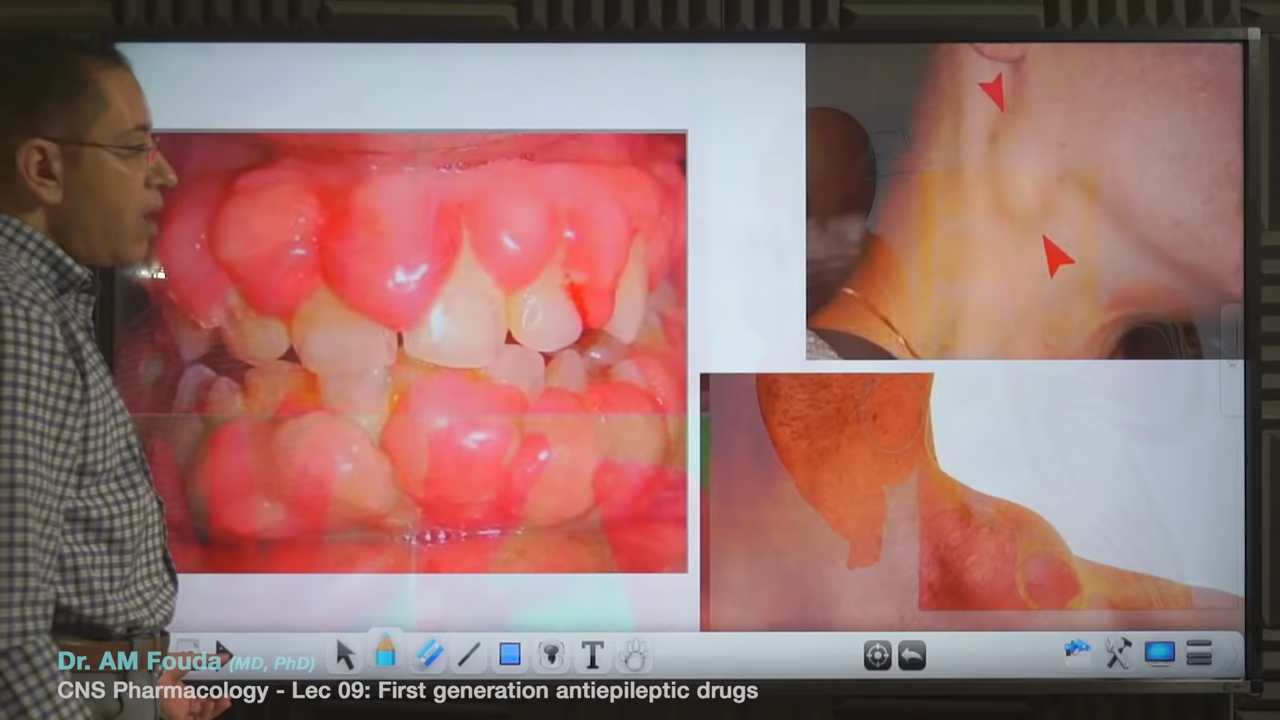 T
Dr. AM Fouda (MD, PhD)
CNS Pharmacology - Lec 09: First generation antiepileptic drugs